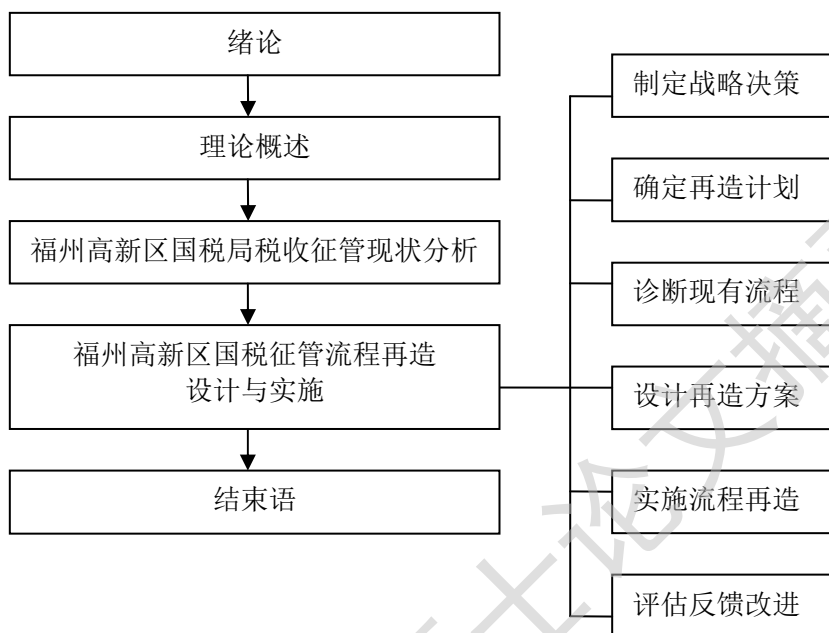 绪论
理论概述
福州高新区国税局税收征管现状分析
福州高新区国税征管流程再造
设计与实施
结束语
制定战略决策
确定再造计划
诊断现有流程
设计再造方案
实施流程再造
评估反馈改进
士论文摘